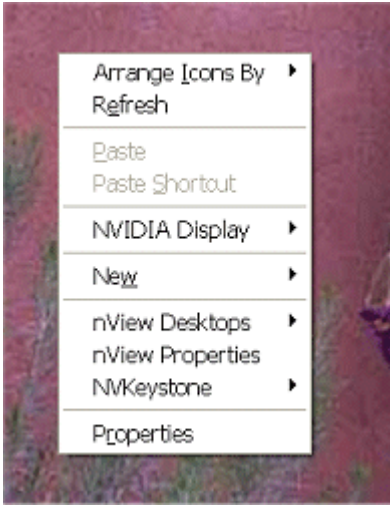 Arrange Icons By
Refresh
Paste
Paste Shortcut
NVIDIA Display
New
nView Desktops
nView Properties
NVKeystone
Properties